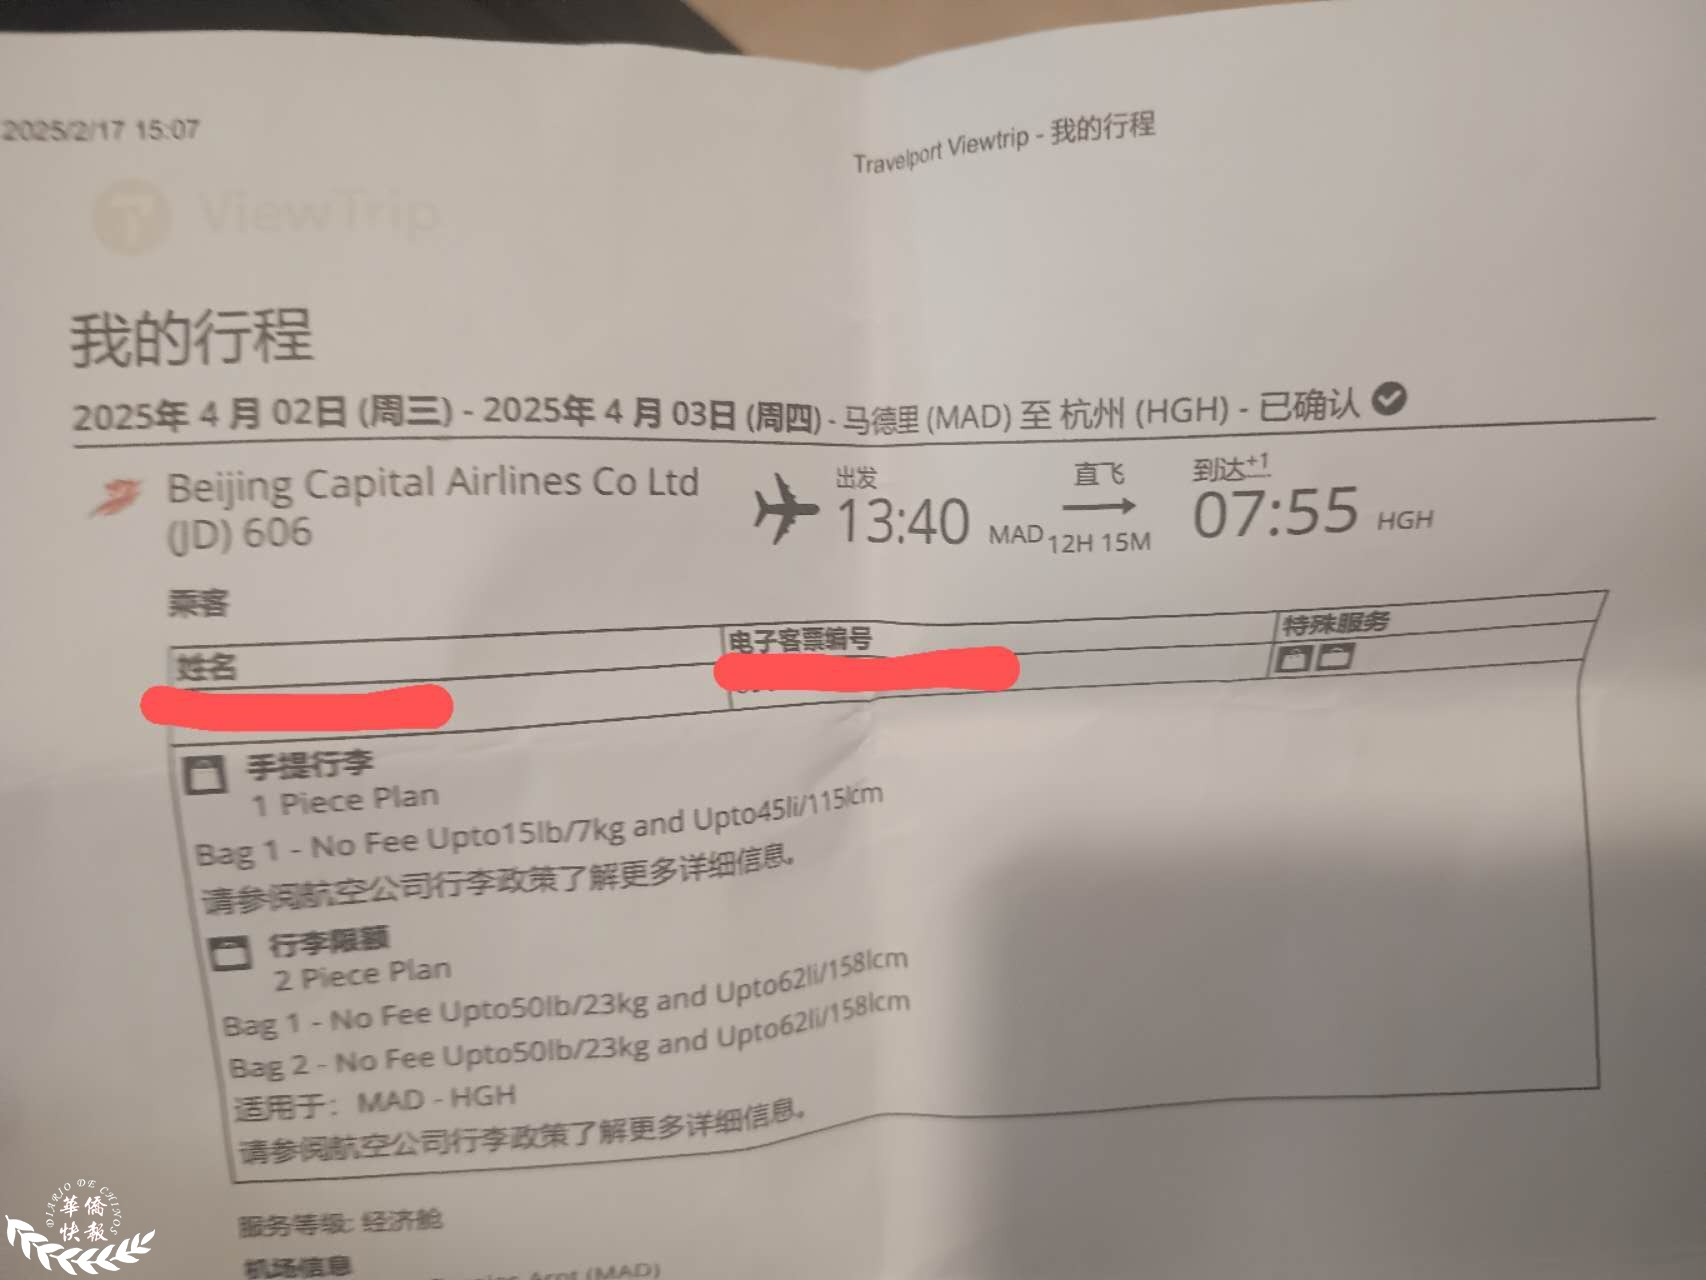 2025/2/17 15:07
Travelport Viewtrip - 我的行程
ViewTrip
我的行程
2025年 4 月 02日 (周三) - 2025年 4 月 03日 (周四) - 马德里 (MAD) 至 杭州 (HGH) - 已确认
Beijing Capital Airlines Co Ltd
(JD) 606
出发
13:40 MAD
直飞
12H 15M
到达+1
07:55 HGH
乘客
姓名
电子客票编号
特殊服务
手提行李
1 Piece Plan
Bag 1 - No Fee Upto15lb/7kg and Upto45li/115lcm
请参阅航空公司行李政策了解更多详细信息。
行李限额
2 Piece Plan
Bag 1 - No Fee Upto50lb/23kg and Upto62li/158lcm
Bag 2 - No Fee Upto50lb/23kg and Upto62li/158lcm
适用于: MAD - HGH
请参阅航空公司行李政策了解更多详细信息。
服务等级: 经济舱
机场信息
Arpt (MAD)
DIARIO DE CHINOS
華僑
快報